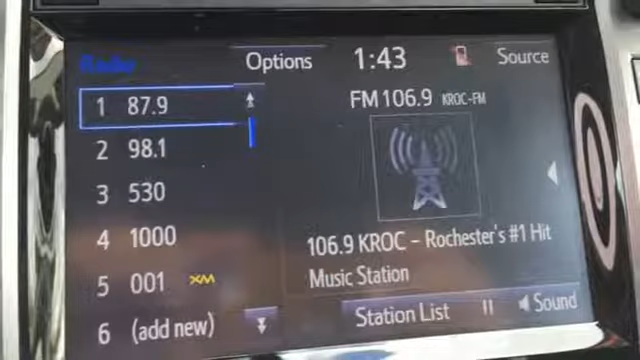 Radio
Options
1:43
Source
1 87.9
2 98.1
3 530
4 1000
5 001 XM
6 (add new)
FM 106.9 KROC-FM
106.9 KROC - Rochester's #1 Hit
Music Station
Station List
Sound